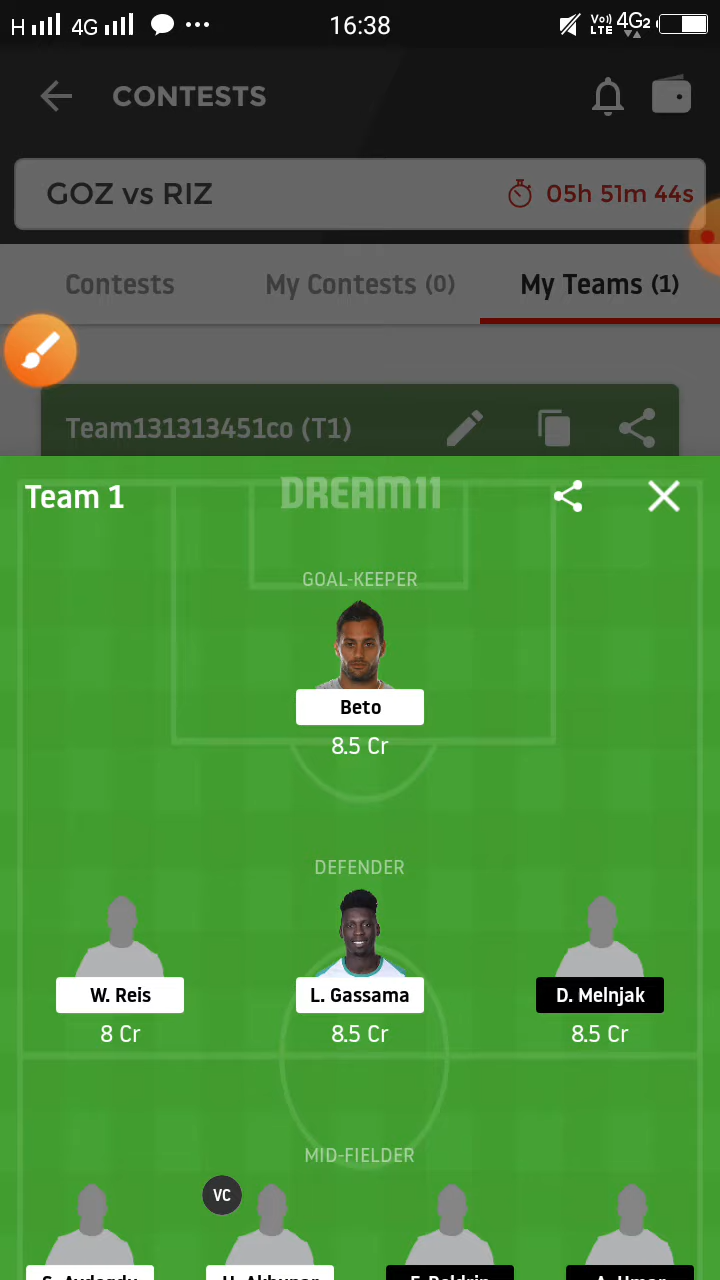 H 4G 16:38 Vo)) LTE 4G2
CONTESTS
GOZ vs RIZ 05h 51m 44s
Contests My Contests (0) My Teams (1)
Team131313451co (T1)
Team 1 DREAM11
GOAL-KEEPER
Beto
8.5 Cr
DEFENDER
W. Reis L. Gassama D. Melnjak
8 Cr 8.5 Cr 8.5 Cr
MID-FIELDER
VC